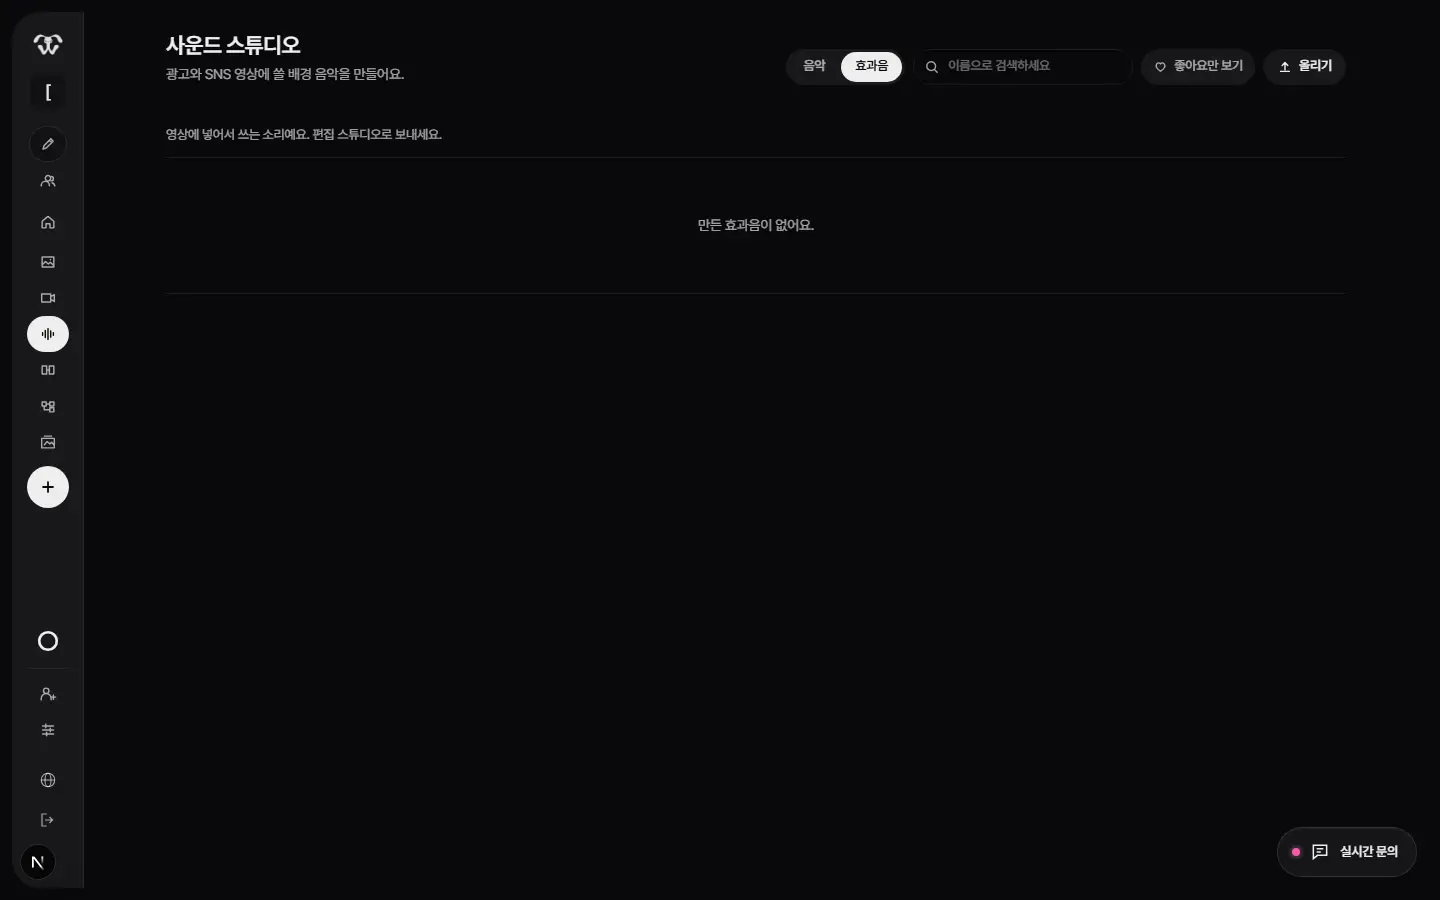 사운드 스튜디오
광고와 SNS 영상에 쓸 배경 음악을 만들어요.
음악
효과음
이름으로 검색하세요
좋아요만 보기
올리기
[
영상에 넣어서 쓰는 소리예요. 편집 스튜디오로 보내세요.
만든 효과음이 없어요.
N
실시간 문의